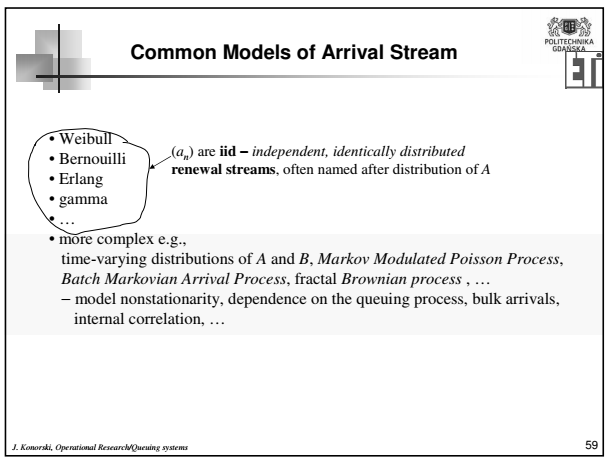 Common Models of Arrival Stream
POLITECHNIKA
GDAŃSKA
ETI
• Weibull
• Bernouilli
• Erlang
• gamma
• …
(aₙ) are iid – independent, identically distributed
renewal streams, often named after distribution of A
• more complex e.g.,
time-varying distributions of A and B, Markov Modulated Poisson Process,
Batch Markovian Arrival Process, fractal Brownian process , …
– model nonstationarity, dependence on the queuing process, bulk arrivals,
internal correlation, …
J. Konorski, Operational Research/Queuing systems
59